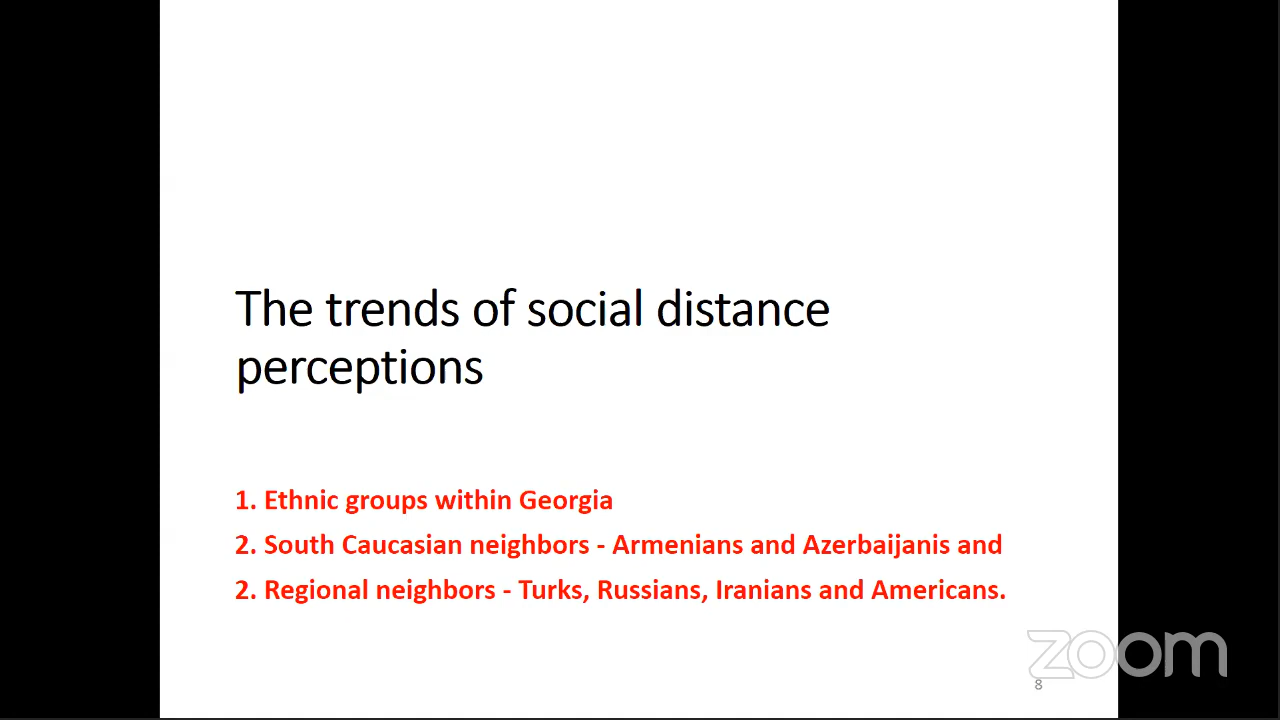 The trends of social distance
perceptions
1. Ethnic groups within Georgia
2. South Caucasian neighbors - Armenians and Azerbaijanis and
2. Regional neighbors - Turks, Russians, Iranians and Americans.
zoom
8